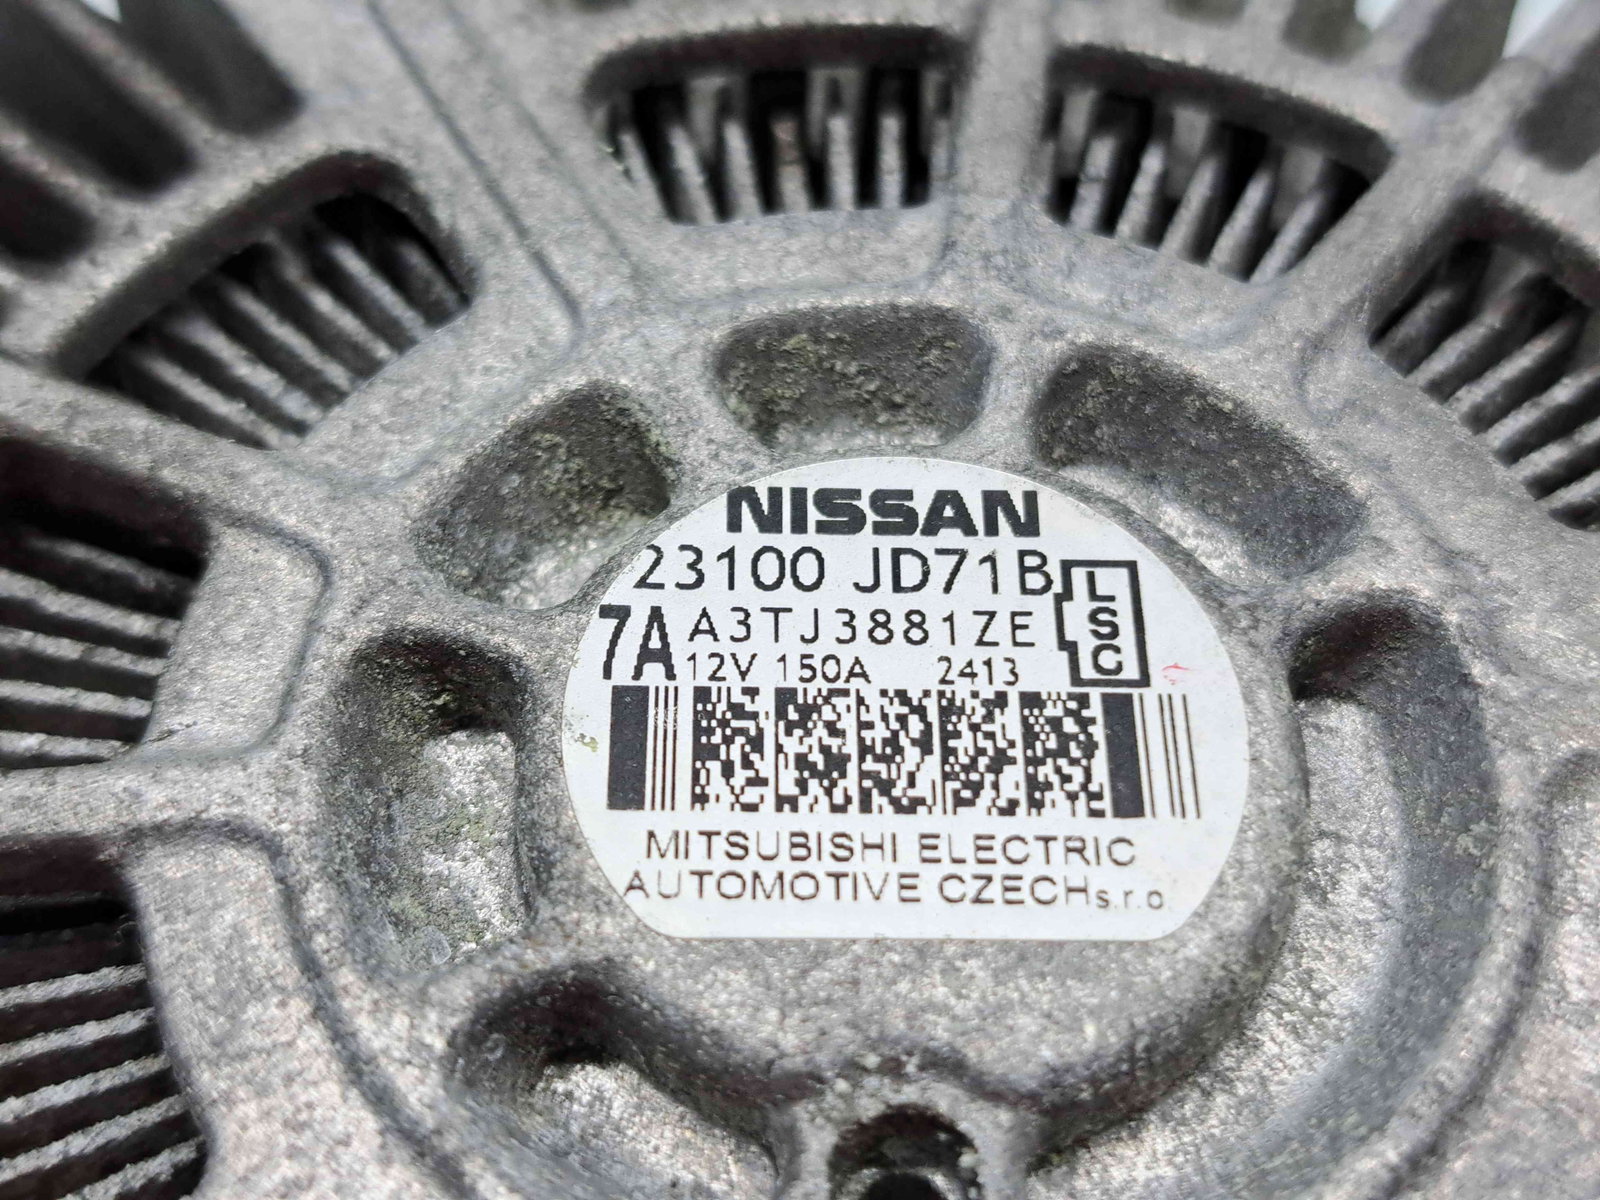 NISSAN
23100 JD71B
7A A3TJ3881ZE LSC
12V 150A 2413
MITSUBISHI ELECTRIC
AUTOMOTIVE CZECH s.r.o